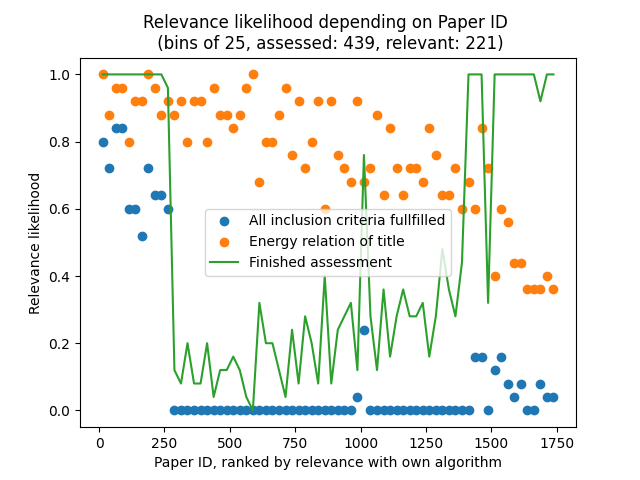 Relevance likelihood depending on Paper ID
(bins of 25, assessed: 439, relevant: 221)
1.0
0.8
0.6
0.4
0.2
0.0
Relevance likelihood
All inclusion criteria fullfilled
Energy relation of title
Finished assessment
0 250 500 750 1000 1250 1500 1750
Paper ID, ranked by relevance with own algorithm